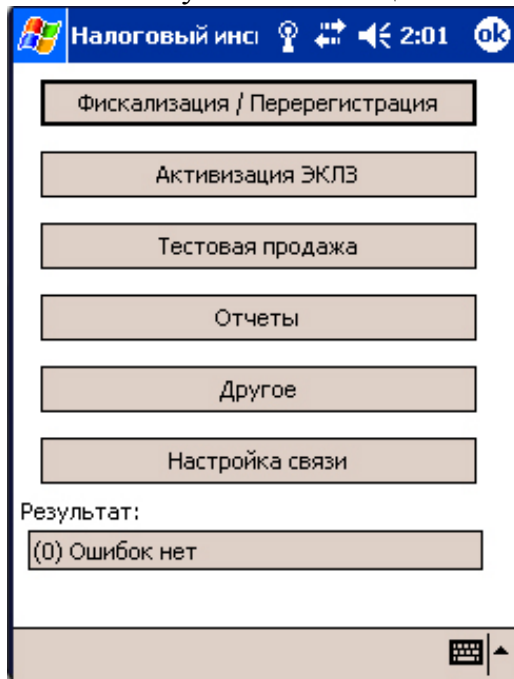 Налоговый инс 2:01 ok
Фискализация / Перерегистрация
Активизация ЭКЛЗ
Тестовая продажа
Отчеты
Другое
Настройка связи
Результат:
(0) Ошибок нет